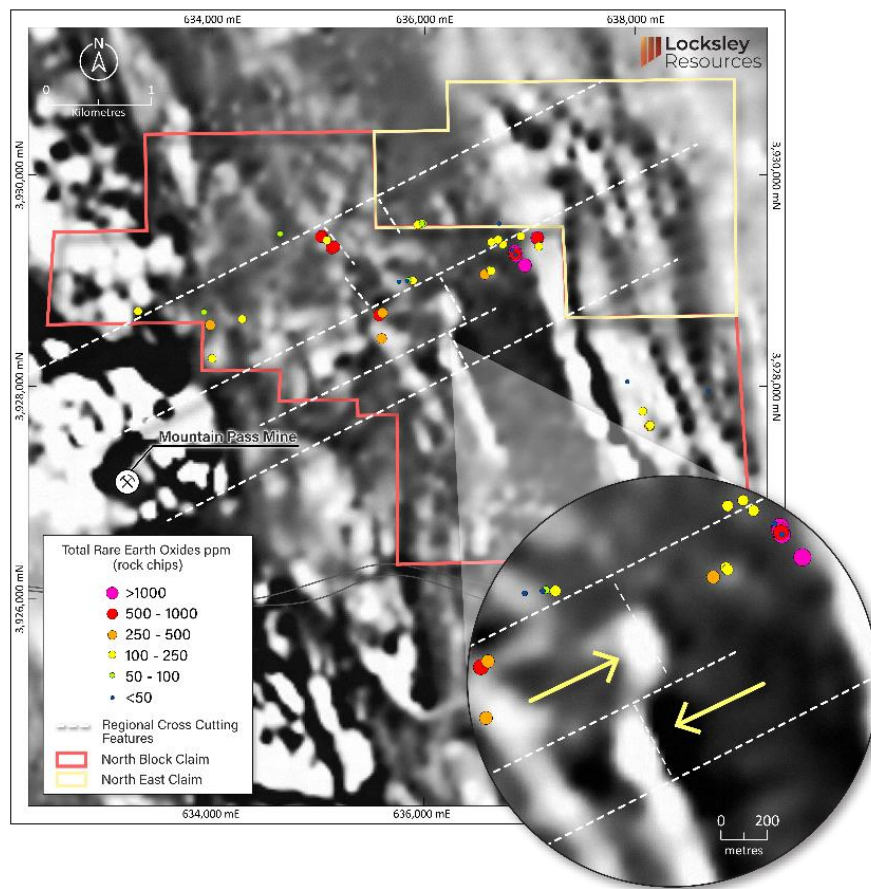 634,000 mE
636,000 mE
638,000 mE
N
Locksley
Resources
0
1
Kilometres
3,930,000 mN
3,930,000 mN
3,928,000 mN
3,928,000 mN
Mountain Pass Mine
Total Rare Earth Oxides ppm
(rock chips)
>1000
500 - 1000
250 - 500
100 - 250
50 - 100
<50
Regional Cross Cutting
Features
North Block Claim
North East Claim
3,926,000 mN
0
200
metres
634,000 mE
636,000 mE